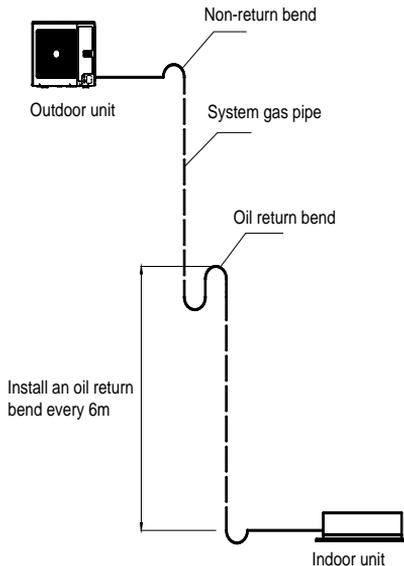 Non-return bend
Outdoor unit
System gas pipe
Oil return bend
Install an oil return
bend every 6m
Indoor unit